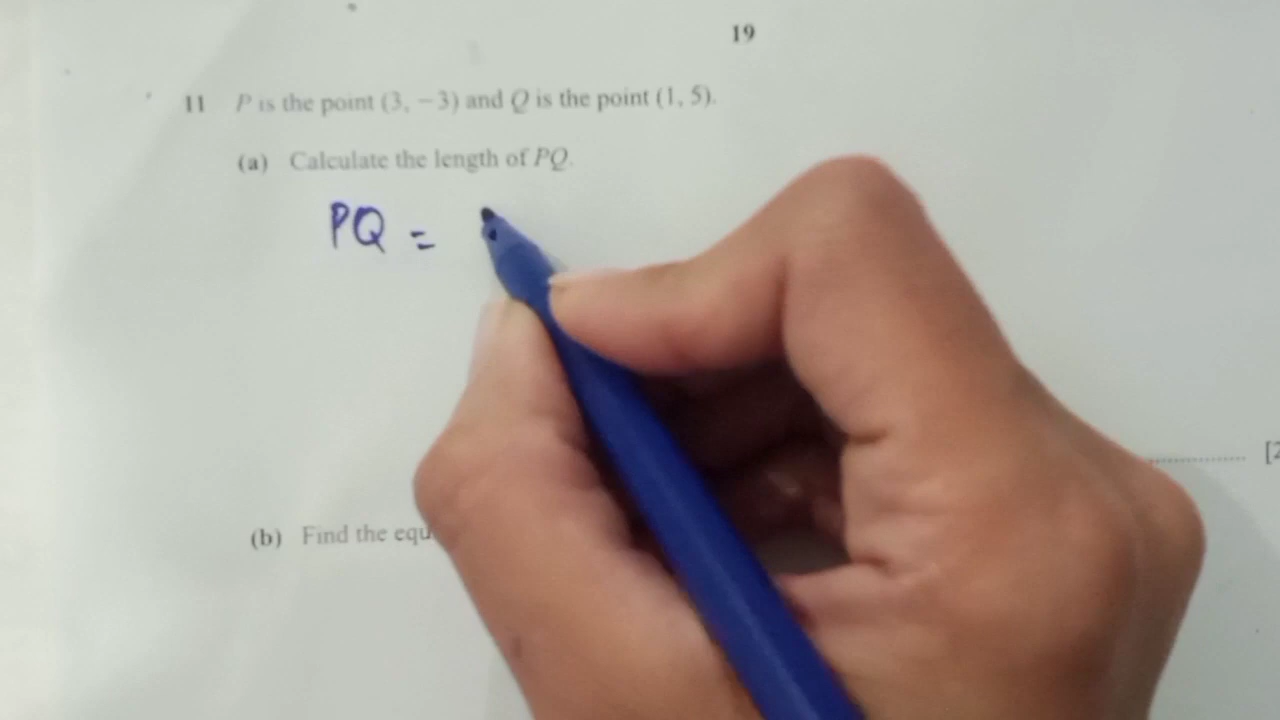 19
11 P is the point (3, −3) and Q is the point (1, 5).
(a) Calculate the length of PQ.
PQ =
(b) Find the equ
.............. [2